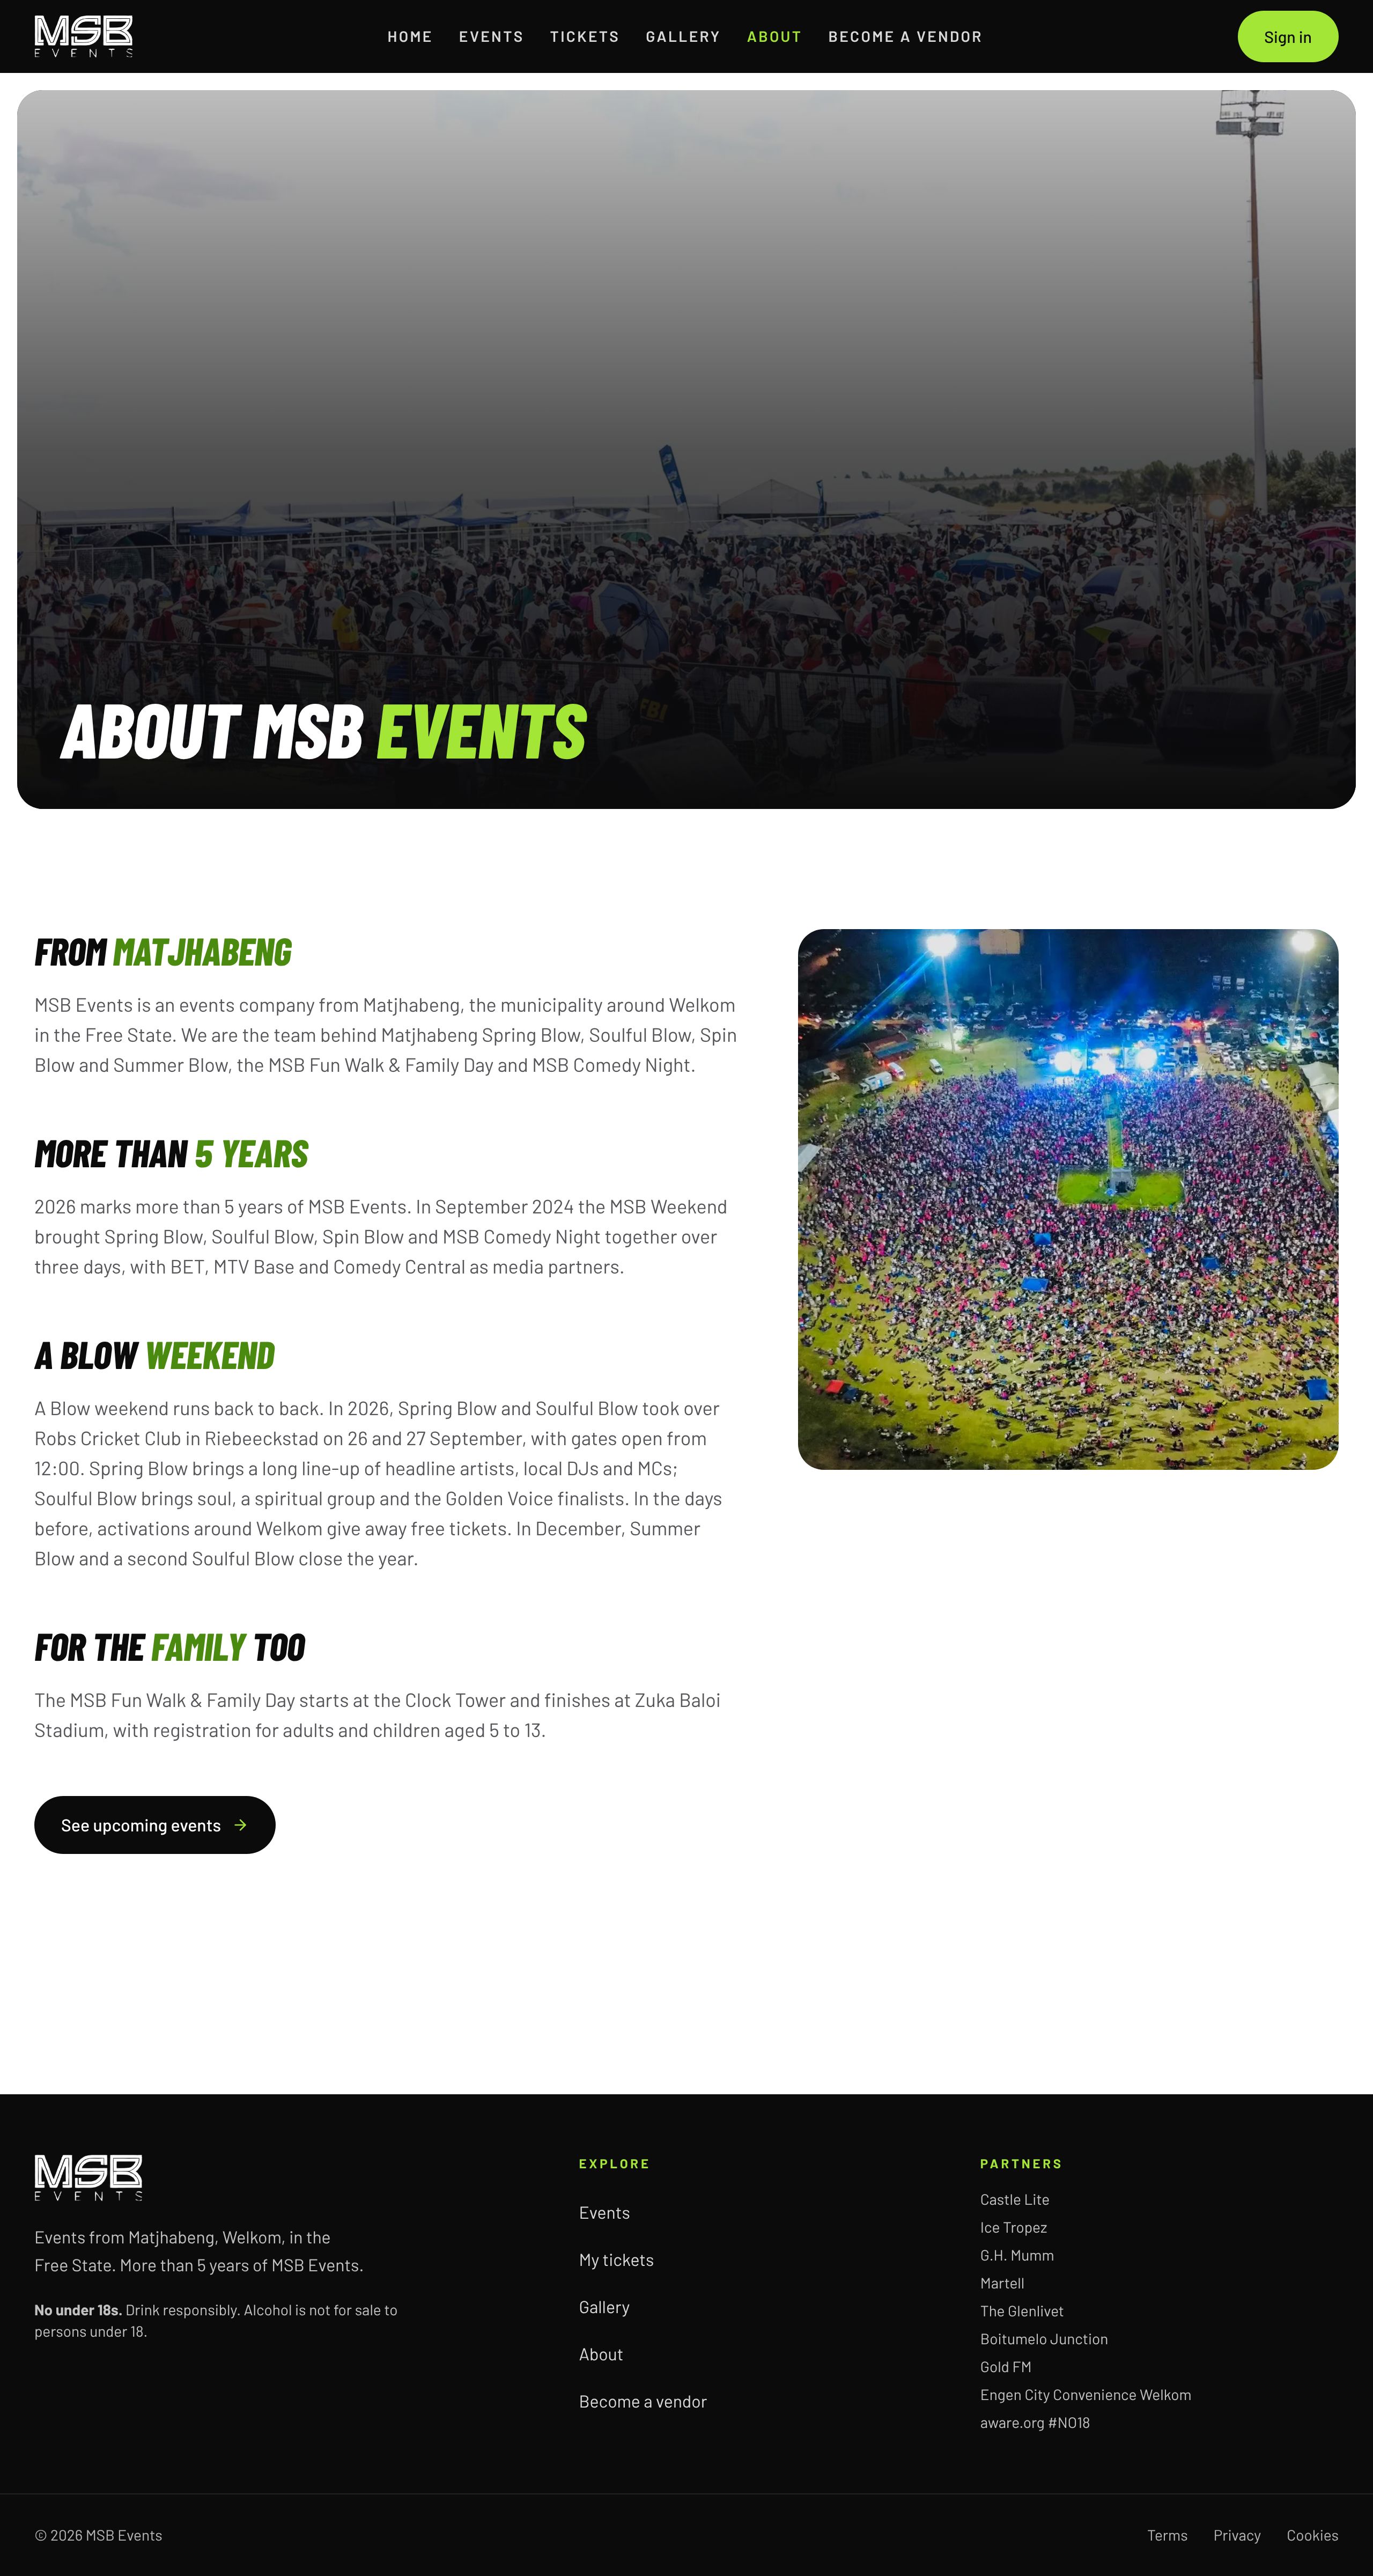 MSB
EVENTS
HOME
EVENTS
TICKETS
GALLERY
ABOUT
BECOME A VENDOR
Sign in
FBI
ABOUT MSB EVENTS
FROM MATJHABENG
MSB Events is an events company from Matjhabeng, the municipality around Welkom
in the Free State. We are the team behind Matjhabeng Spring Blow, Soulful Blow, Spin
Blow and Summer Blow, the MSB Fun Walk & Family Day and MSB Comedy Night.
MORE THAN 5 YEARS
2026 marks more than 5 years of MSB Events. In September 2024 the MSB Weekend
brought Spring Blow, Soulful Blow, Spin Blow and MSB Comedy Night together over
three days, with BET, MTV Base and Comedy Central as media partners.
A BLOW WEEKEND
A Blow weekend runs back to back. In 2026, Spring Blow and Soulful Blow took over
Robs Cricket Club in Riebeeckstad on 26 and 27 September, with gates open from
12:00. Spring Blow brings a long line-up of headline artists, local DJs and MCs;
Soulful Blow brings soul, a spiritual group and the Golden Voice finalists. In the days
before, activations around Welkom give away free tickets. In December, Summer
Blow and a second Soulful Blow close the year.
FOR THE FAMILY TOO
The MSB Fun Walk & Family Day starts at the Clock Tower and finishes at Zuka Baloi
Stadium, with registration for adults and children aged 5 to 13.
See upcoming events
MSB
EVENTS
Events from Matjhabeng, Welkom, in the
Free State. More than 5 years of MSB Events.
No under 18s. Drink responsibly. Alcohol is not for sale to
persons under 18.
EXPLORE
Events
My tickets
Gallery
About
Become a vendor
PARTNERS
Castle Lite
Ice Tropez
G.H. Mumm
Martell
The Glenlivet
Boitumelo Junction
Gold FM
Engen City Convenience Welkom
aware.org #NO18
© 2026 MSB Events
Terms
Privacy
Cookies